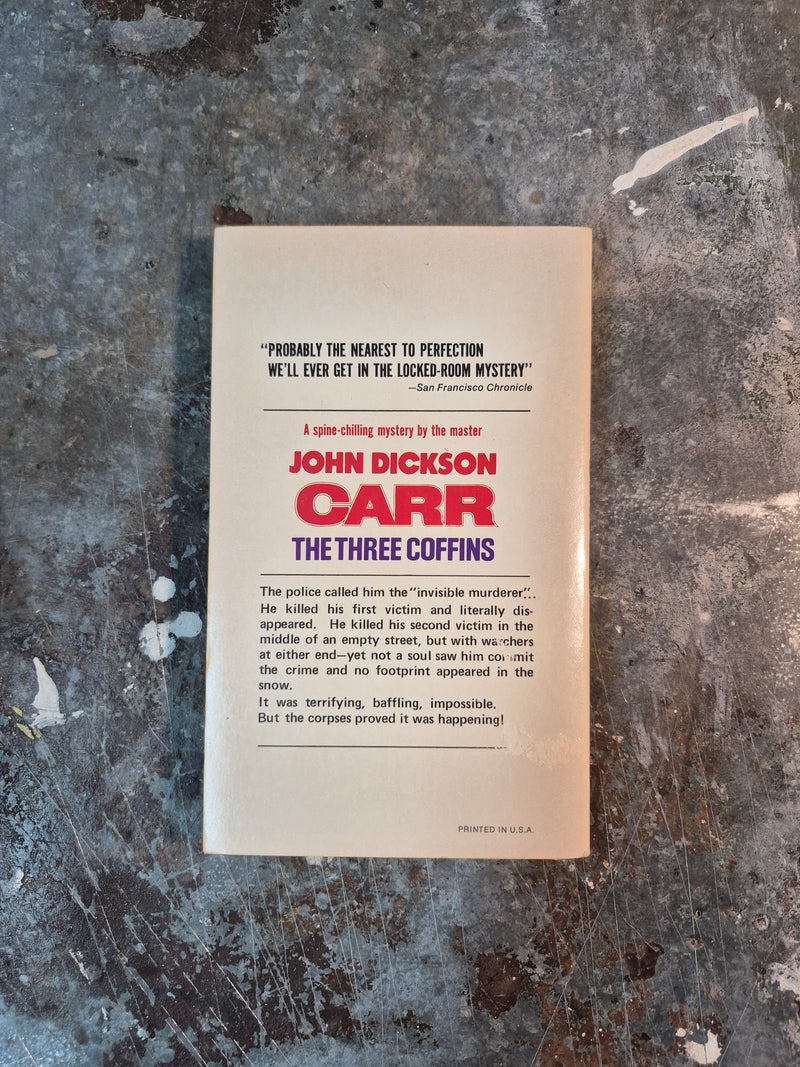 "PROBABLY THE NEAREST TO PERFECTION
WE'LL EVER GET IN THE LOCKED-ROOM MYSTERY"
—San Francisco Chronicle
A spine-chilling mystery by the master
JOHN DICKSON
CARR
THE THREE COFFINS
The police called him the "invisible murderer"...
He killed his first victim and literally dis-
appeared. He killed his second victim in the
middle of an empty street, but with watchers
at either end—yet not a soul saw him commit
the crime and no footprint appeared in the
snow.
It was terrifying, baffling, impossible.
But the corpses proved it was happening!
PRINTED IN U.S.A.